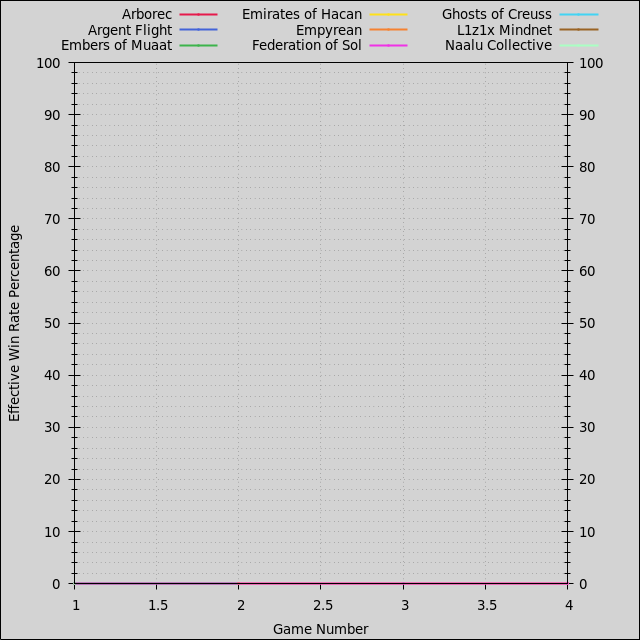 Arborec Emirates of Hacan Ghosts of Creuss
Argent Flight Empyrean L1z1x Mindnet
Embers of Muaat Federation of Sol Naalu Collective
100 100
90 90
80 80
70 70
60 60
50 50
40 40
30 30
20 20
10 10
0 0
Effective Win Rate Percentage
1 1.5 2 2.5 3 3.5 4
Game Number